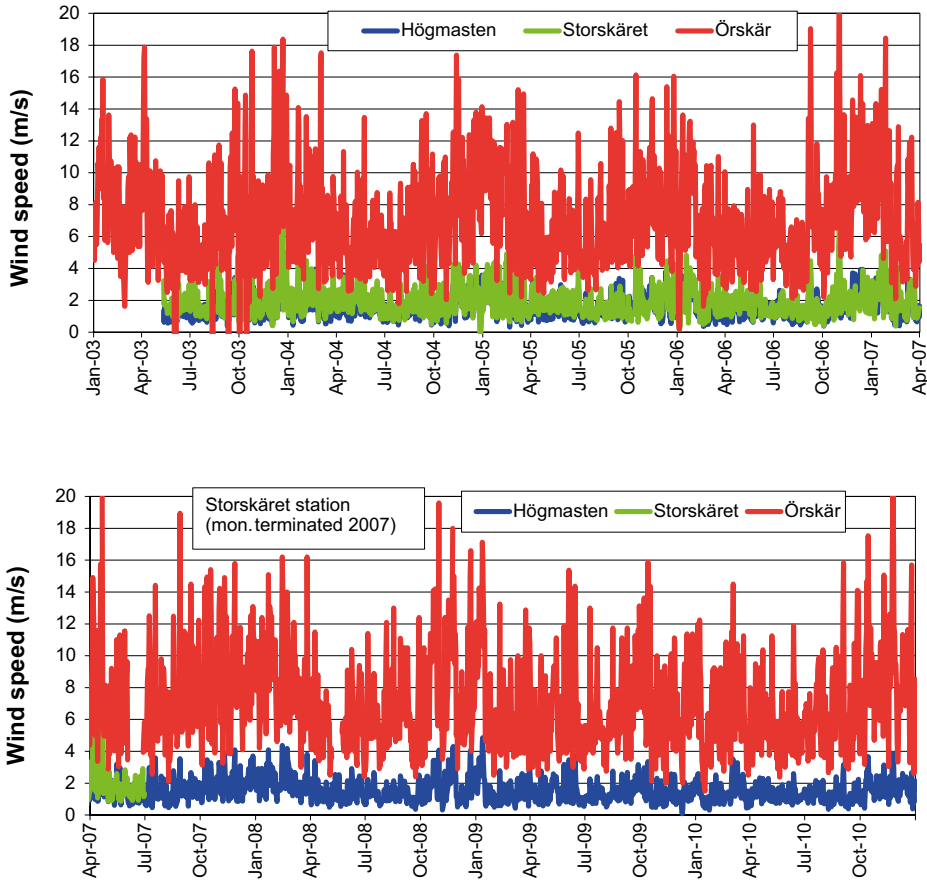 Högmasten Storskäret Örskär
Wind speed (m/s)
20
18
16
14
12
10
8
6
4
2
0
Jan-03 Apr-03 Jul-03 Oct-03 Jan-04 Apr-04 Jul-04 Oct-04 Jan-05 Apr-05 Jul-05 Oct-05 Jan-06 Apr-06 Jul-06 Oct-06 Jan-07 Apr-07
Storskäret station
(mon.terminated 2007)
Högmasten Storskäret Örskär
Wind speed (m/s)
20
18
16
14
12
10
8
6
4
2
0
Apr-07 Jul-07 Oct-07 Jan-08 Apr-08 Jul-08 Oct-08 Jan-09 Apr-09 Jul-09 Oct-09 Jan-10 Apr-10 Jul-10 Oct-10